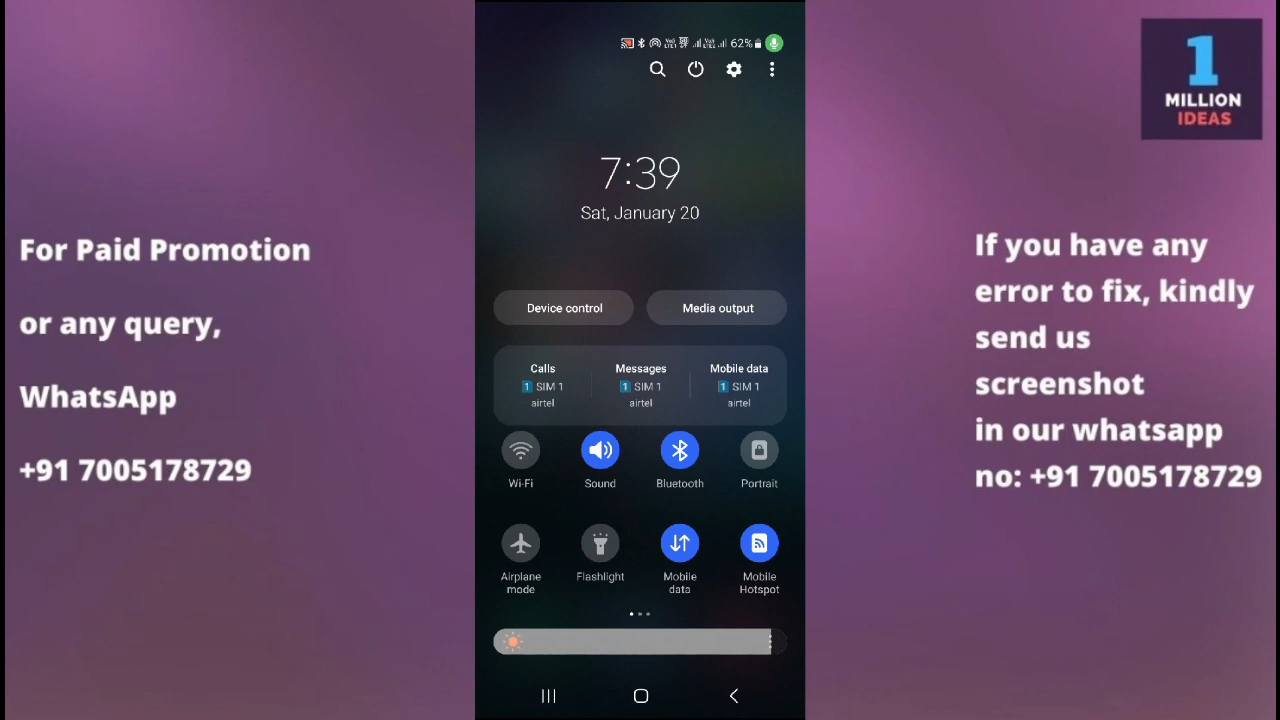 1
MILLION
IDEAS
For Paid Promotion
or any query,
WhatsApp
+91 7005178729
62%
7:39
Sat, January 20
Device control
Media output
Calls
1 SIM 1
airtel
Messages
1 SIM 1
airtel
Mobile data
1 SIM 1
airtel
Wi-Fi
Sound
Bluetooth
Portrait
Airplane
mode
Flashlight
Mobile
data
Mobile
Hotspot
If you have any
error to fix, kindly
send us
screenshot
in our whatsapp
no: +91 7005178729